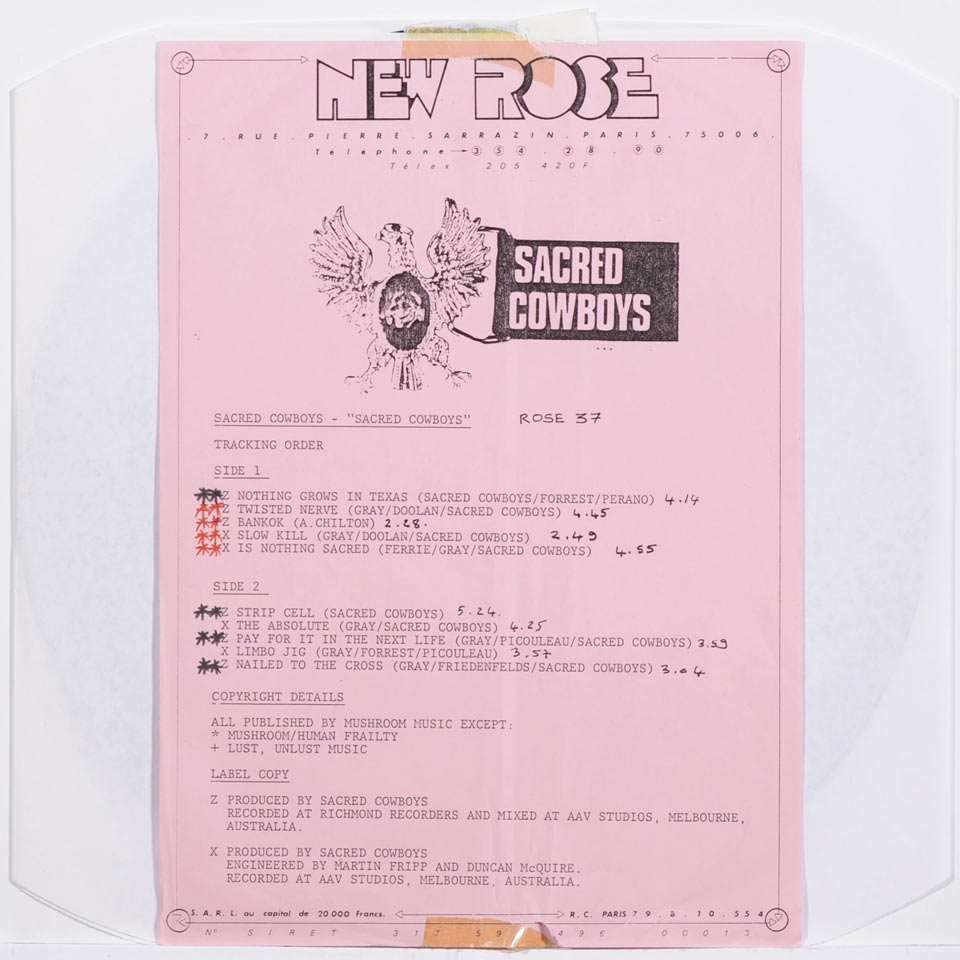 NEW ROSE
. 7 . RUE . PIERRE . SARRAZIN . PARIS . 75006 .
Telephone 354 . 28 . 90
Télex 205 420F
SACRED
COWBOYS
...
SACRED COWBOYS - "SACRED COWBOYS" ROSE 37
TRACKING ORDER
SIDE 1
Z NOTHING GROWS IN TEXAS (SACRED COWBOYS/FORREST/PERANO) 4.14
Z TWISTED NERVE (GRAY/DOOLAN/SACRED COWBOYS) 4.45
Z BANKOK (A.CHILTON) 2.28.
X SLOW KILL (GRAY/DOOLAN/SACRED COWBOYS) 2.49
X IS NOTHING SACRED (FERRIE/GRAY/SACRED COWBOYS) 4.55
SIDE 2
Z STRIP CELL (SACRED COWBOYS) 5.24.
X THE ABSOLUTE (GRAY/SACRED COWBOYS) 4.25
Z PAY FOR IT IN THE NEXT LIFE (GRAY/PICOULEAU/SACRED COWBOYS) 3.59
X LIMBO JIG (GRAY/FORREST/PICOULEAU) 3.57
Z NAILED TO THE CROSS (GRAY/FRIEDENFELDS/SACRED COWBOYS) 3.04
COPYRIGHT DETAILS
ALL PUBLISHED BY MUSHROOM MUSIC EXCEPT:
* MUSHROOM/HUMAN FRAILTY
+ LUST, UNLUST MUSIC
LABEL COPY
Z PRODUCED BY SACRED COWBOYS
RECORDED AT RICHMOND RECORDERS AND MIXED AT AAV STUDIOS, MELBOURNE,
AUSTRALIA.
X PRODUCED BY SACRED COWBOYS
ENGINEERED BY MARTIN FRIPP AND DUNCAN McQUIRE.
RECORDED AT AAV STUDIOS, MELBOURNE, AUSTRALIA.
S.A.R.L. au capital de 20000 Francs. R.C. PARIS 79.B.10.554
N° SIRET 317 59 496 00013